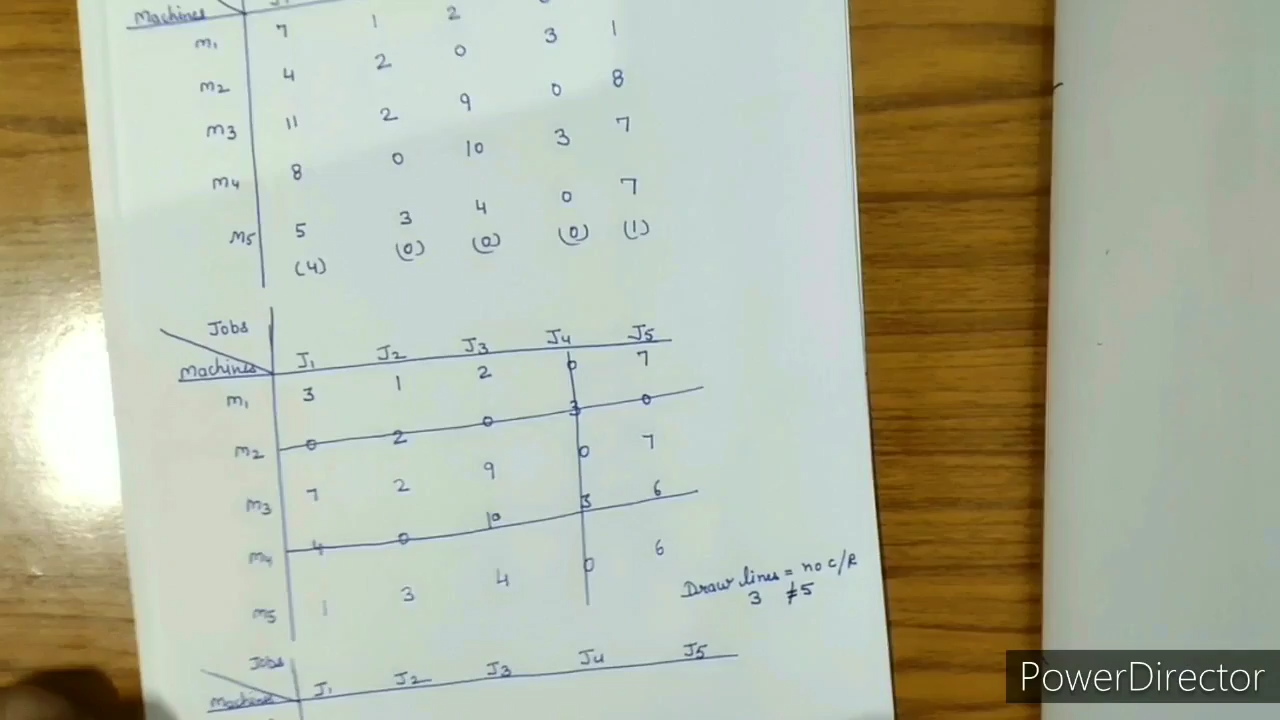 Machines
M1 7 1 2
M2 4 2 0 3 1
M3 11 2 9 0 8
M4 8 0 10 3 7
M5 5 3 4 0 7
(4) (0) (0) (0) (1)
Jobs
Machines J1 J2 J3 J4 J5
M1 3 1 2 0 7
M2 0 2 0 3 0
M3 7 2 9 0 7
M4 4 0 10 3 6
M5 1 3 4 0 6
Draw lines = no C/R
3 ≠5
Jobs
Machines J1 J2 J3 J4 J5
PowerDirector